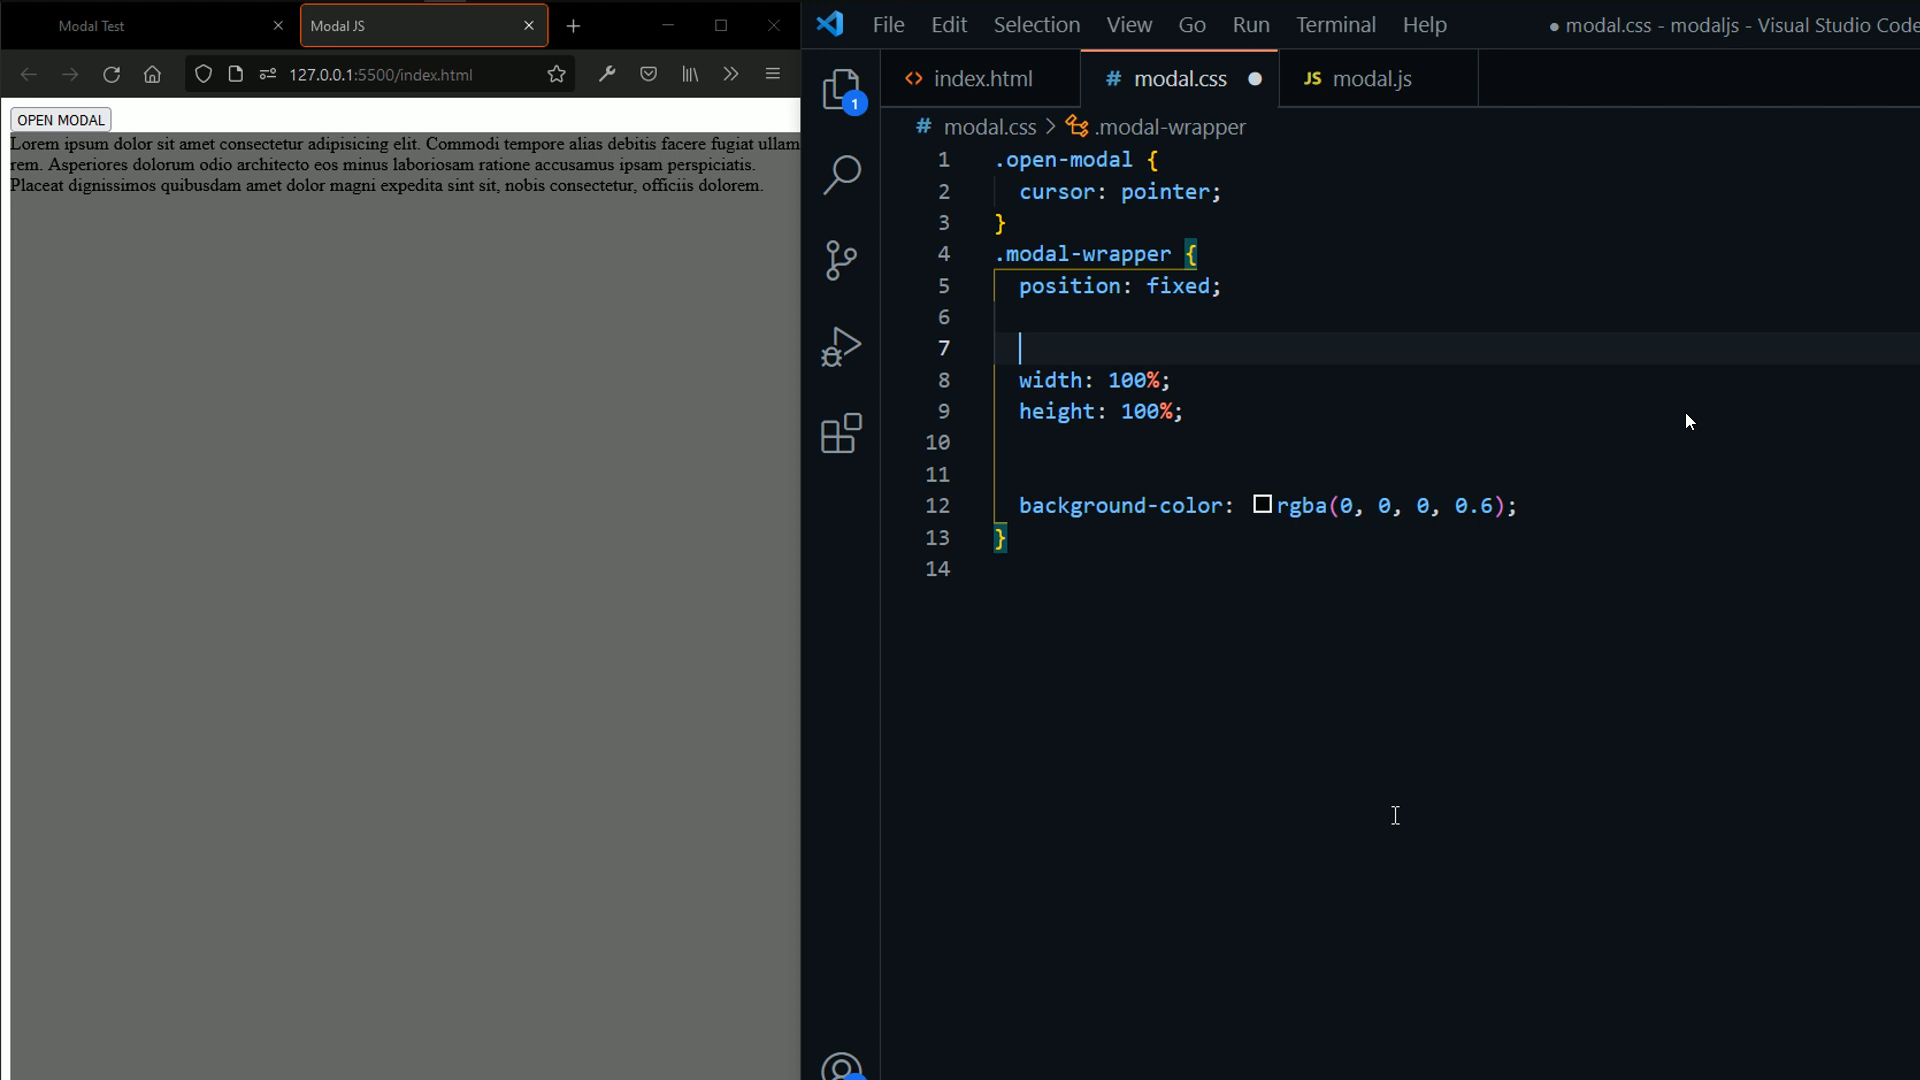 Modal Test
Modal JS
127.0.0.1:5500/index.html
OPEN MODAL
Lorem ipsum dolor sit amet consectetur adipisicing elit. Commodi tempore alias debitis facere fugiat ullam
rem. Asperiores dolorum odio architecto eos minus laboriosam ratione accusamus ipsam perspiciatis.
Placeat dignissimos quibusdam amet dolor magni expedita sint sit, nobis consectetur, officiis dolorem.
File Edit Selection View Go Run Terminal Help
● modal.css - modaljs - Visual Studio Code
1
<> index.html
# modal.css ●
JS modal.js
# modal.css > .modal-wrapper
1 .open-modal {
2 cursor: pointer;
3 }
4 .modal-wrapper {
5 position: fixed;
6
7
8 width: 100%;
9 height: 100%;
10
11
12 background-color: rgba(0, 0, 0, 0.6);
13 }
14